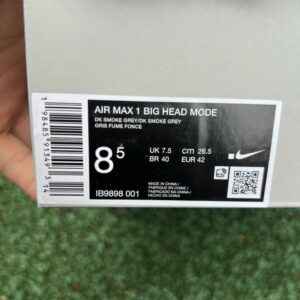 AIR MAX 1 BIG HEAD MODE
DK SMOKE GREY/DK SMOKE GREY
GRIS FUME FONCE
8 5
UK 7.5 cm 26.5
BR 40 EUR 42
IB9898 001
MADE IN CHINA /
FABRIQUE EN CHINE /
FABRICADO NA CHINA /
HECHO EN CHINA